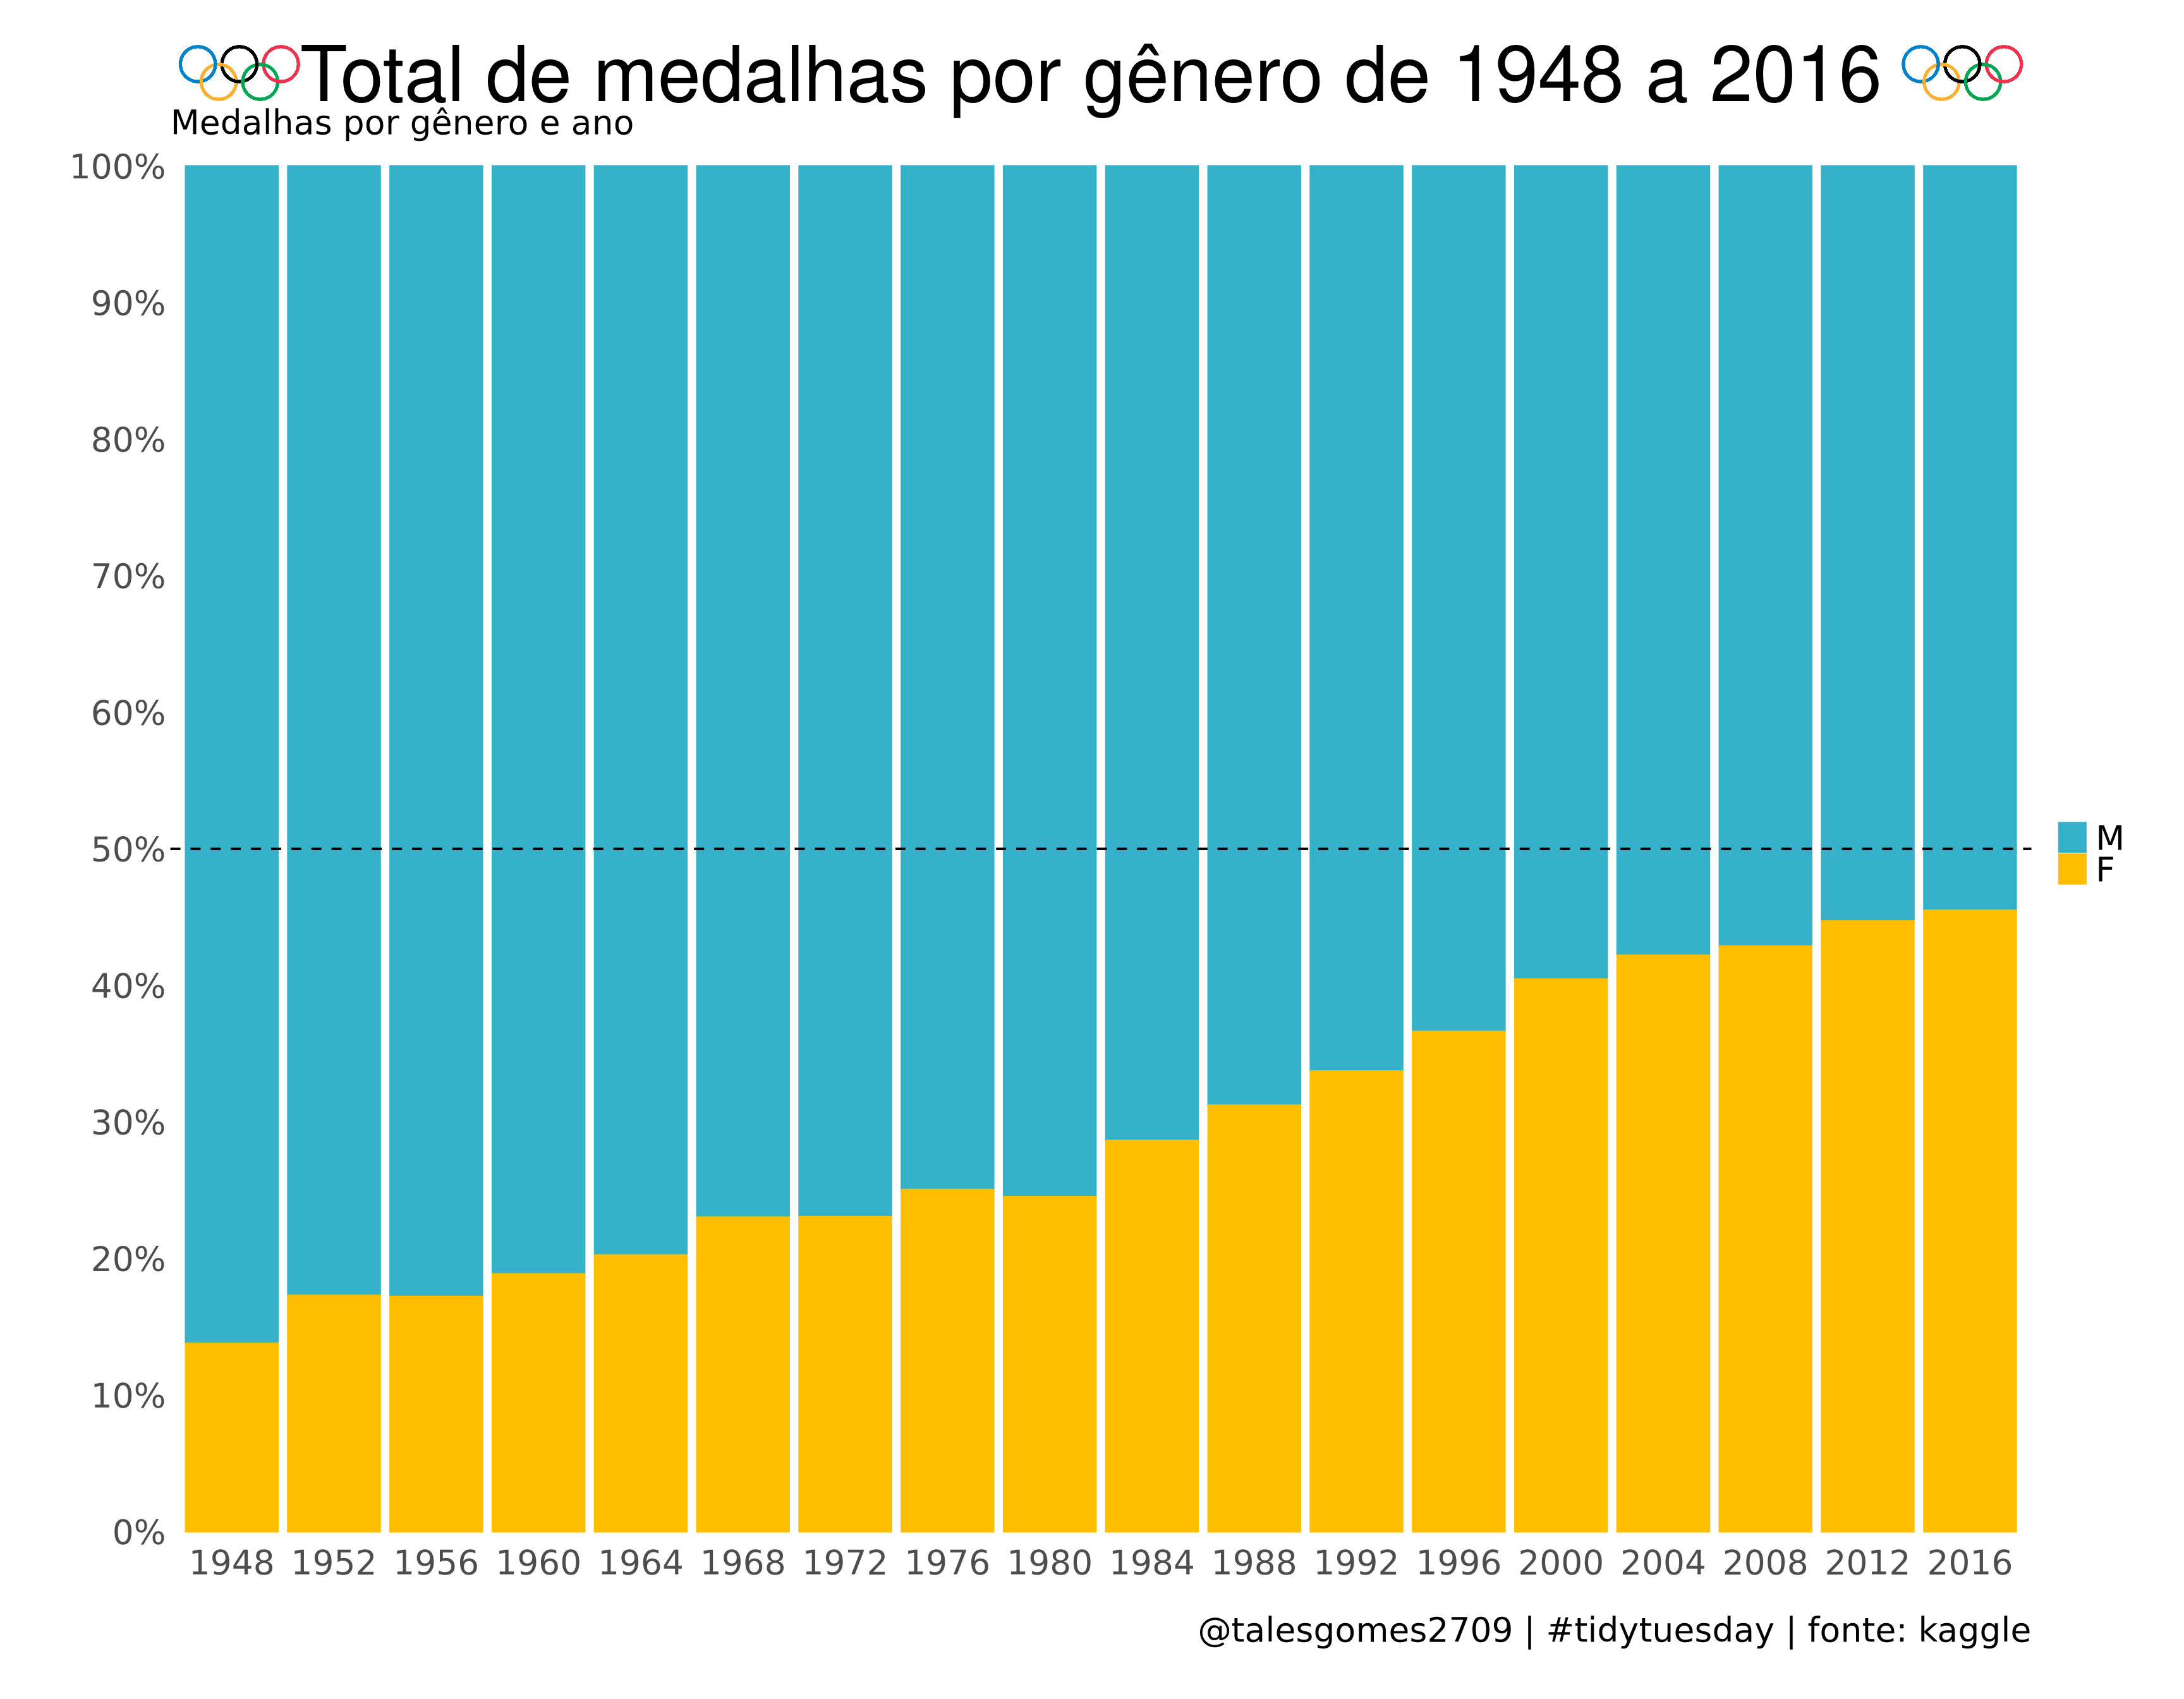 Total de medalhas por gênero de 1948 a 2016
Medalhas por gênero e ano
100%
90%
80%
70%
60%
50%
40%
30%
20%
10%
0%
M
F
1948 1952 1956 1960 1964 1968 1972 1976 1980 1984 1988 1992 1996 2000 2004 2008 2012 2016
@talesgomes2709 | #tidytuesday | fonte: kaggle